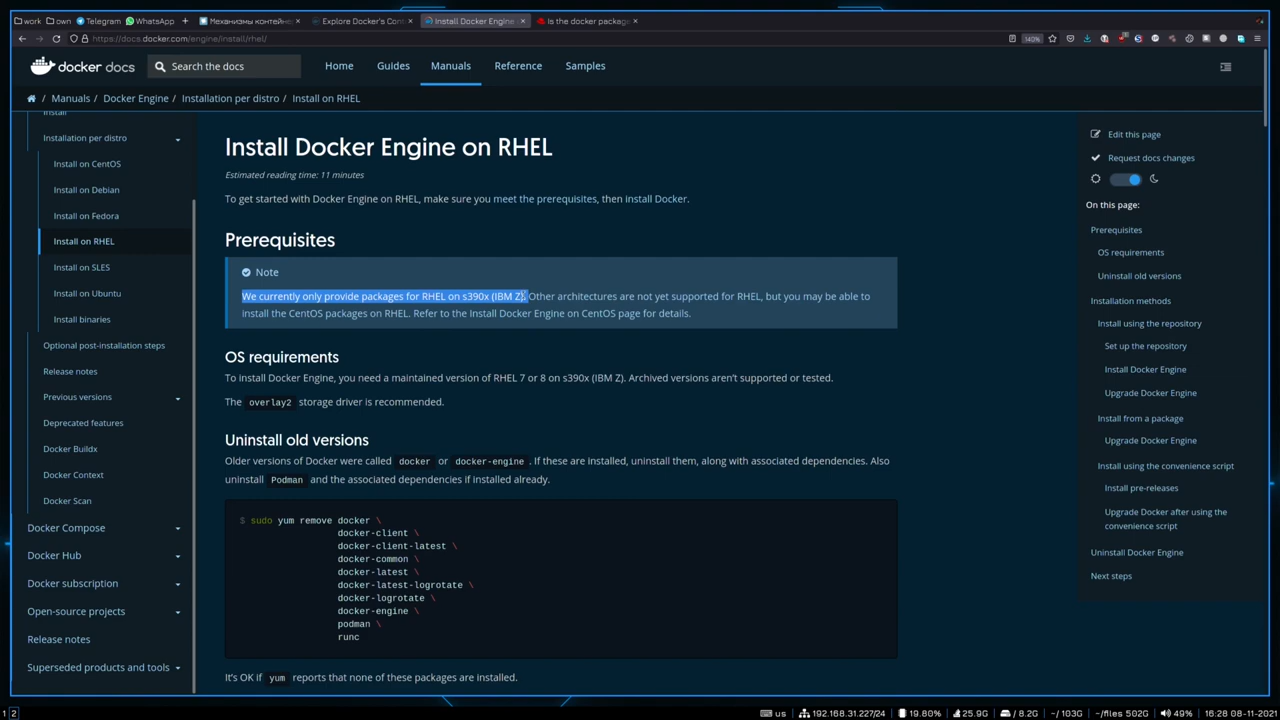 work own Telegram WhatsApp + Механизмы контейн × Explore Docker's Cont × Install Docker Engine × Is the docker package ×
https://docs.docker.com/engine/install/rhel/ 140%
docker docs Search the docs Home Guides Manuals Reference Samples
/ Manuals / Docker Engine / Installation per distro / Install on RHEL
Install
Installation per distro
Install on CentOS
Install on Debian
Install on Fedora
Install on RHEL
Install on SLES
Install on Ubuntu
Install binaries
Optional post-installation steps
Release notes
Previous versions
Deprecated features
Docker Buildx
Docker Context
Docker Scan
Docker Compose
Docker Hub
Docker subscription
Open-source projects
Release notes
Superseded products and tools
Install Docker Engine on RHEL
Estimated reading time: 11 minutes
To get started with Docker Engine on RHEL, make sure you meet the prerequisites, then install Docker.
Prerequisites
Note
We currently only provide packages for RHEL on s390x (IBM Z). Other architectures are not yet supported for RHEL, but you may be able to
install the CentOS packages on RHEL. Refer to the Install Docker Engine on CentOS page for details.
OS requirements
To install Docker Engine, you need a maintained version of RHEL 7 or 8 on s390x (IBM Z). Archived versions aren't supported or tested.
The overlay2 storage driver is recommended.
Uninstall old versions
Older versions of Docker were called docker or docker-engine. If these are installed, uninstall them, along with associated dependencies. Also
uninstall Podman and the associated dependencies if installed already.
$ sudo yum remove docker \
docker-client \
docker-client-latest \
docker-common \
docker-latest \
docker-latest-logrotate \
docker-logrotate \
docker-engine \
podman \
runc
It's OK if yum reports that none of these packages are installed.
Edit this page
Request docs changes
On this page:
Prerequisites
OS requirements
Uninstall old versions
Installation methods
Install using the repository
Set up the repository
Install Docker Engine
Upgrade Docker Engine
Install from a package
Upgrade Docker Engine
Install using the convenience script
Install pre-releases
Upgrade Docker after using the
convenience script
Uninstall Docker Engine
Next steps
1 2 us 192.168.31.227/24 19.80% 25.9G / 8.2G ~/ 103G ~/files 502G 49% 16:28 08-11-2021